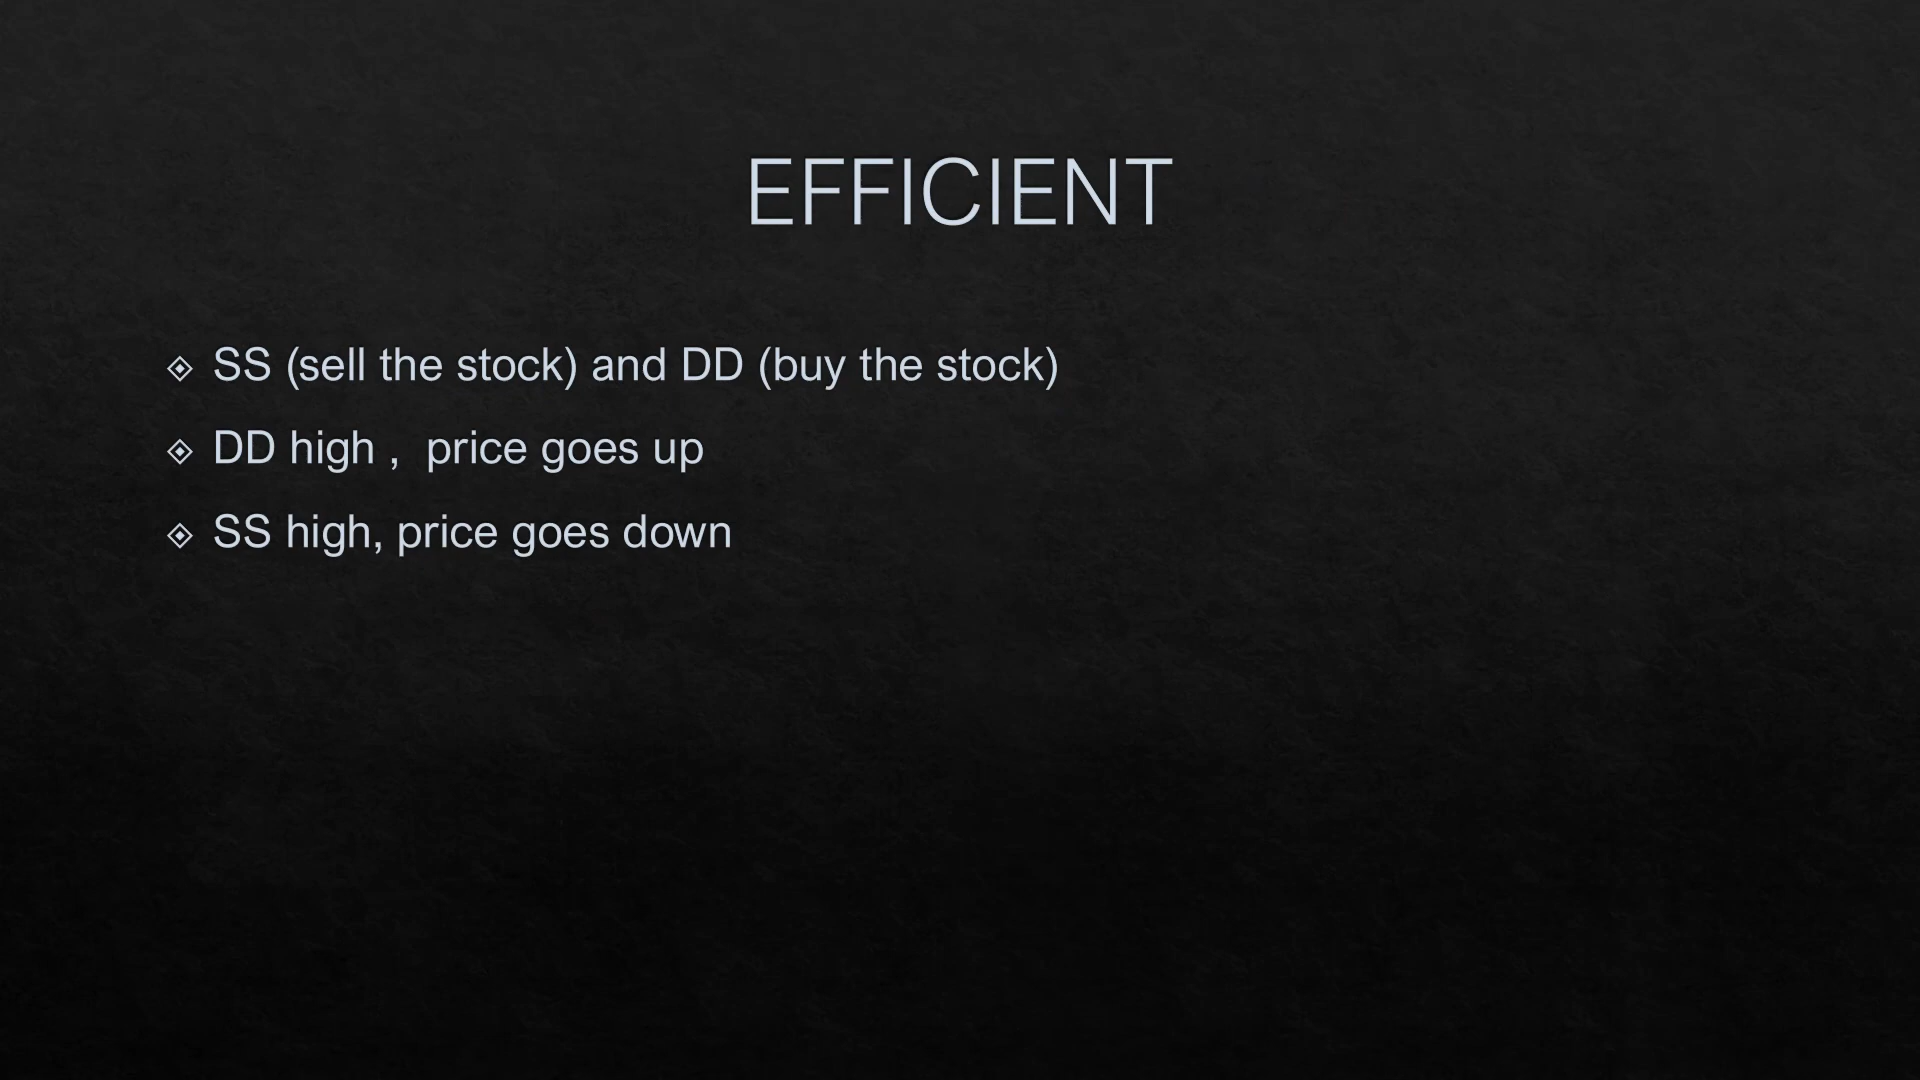 EFFICIENT
SS (sell the stock) and DD (buy the stock)
DD high ,  price goes up
SS high, price goes down